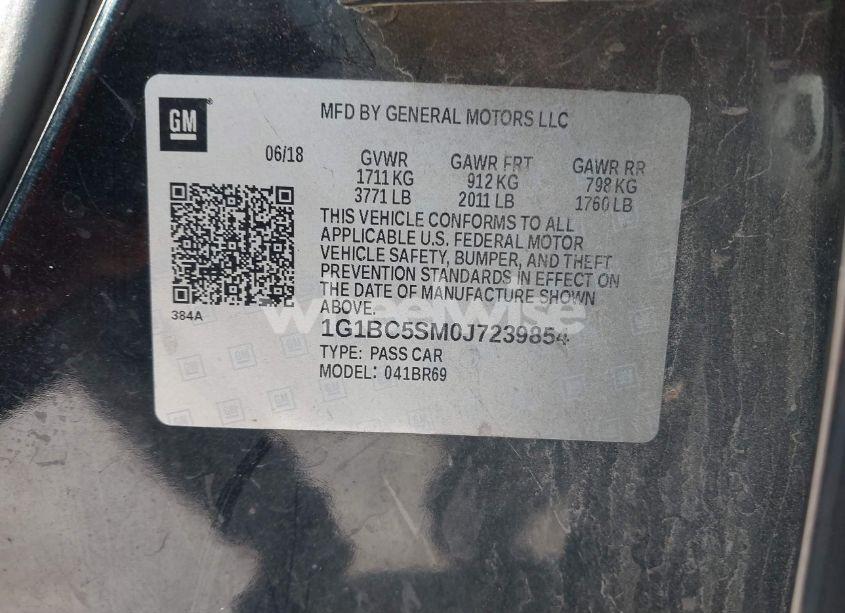 GM
MFD BY GENERAL MOTORS LLC
06/18 GVWR GAWR FRT GAWR RR
1711 KG 912 KG 798 KG
3771 LB 2011 LB 1760 LB
THIS VEHICLE CONFORMS TO ALL
APPLICABLE U.S. FEDERAL MOTOR
VEHICLE SAFETY, BUMPER, AND THEFT
PREVENTION STANDARDS IN EFFECT ON
THE DATE OF MANUFACTURE SHOWN
ABOVE.
384A
wheelwise
1G1BC5SM0J7239854
TYPE: PASS CAR
MODEL: 041BR69